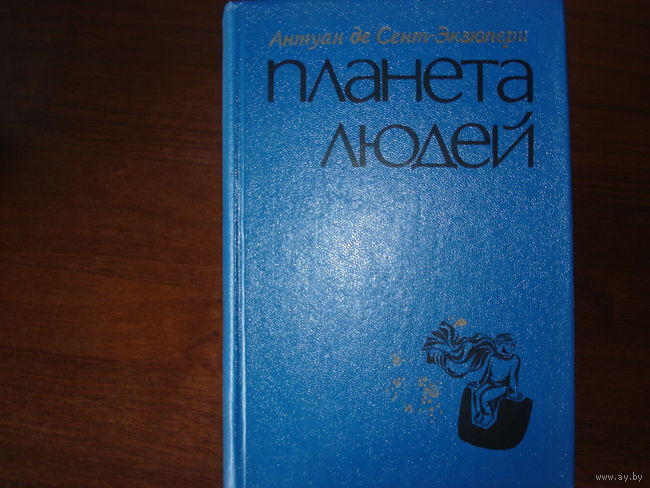 Антуан де Сент-Экзюпери
планета
людей
www.ay.by